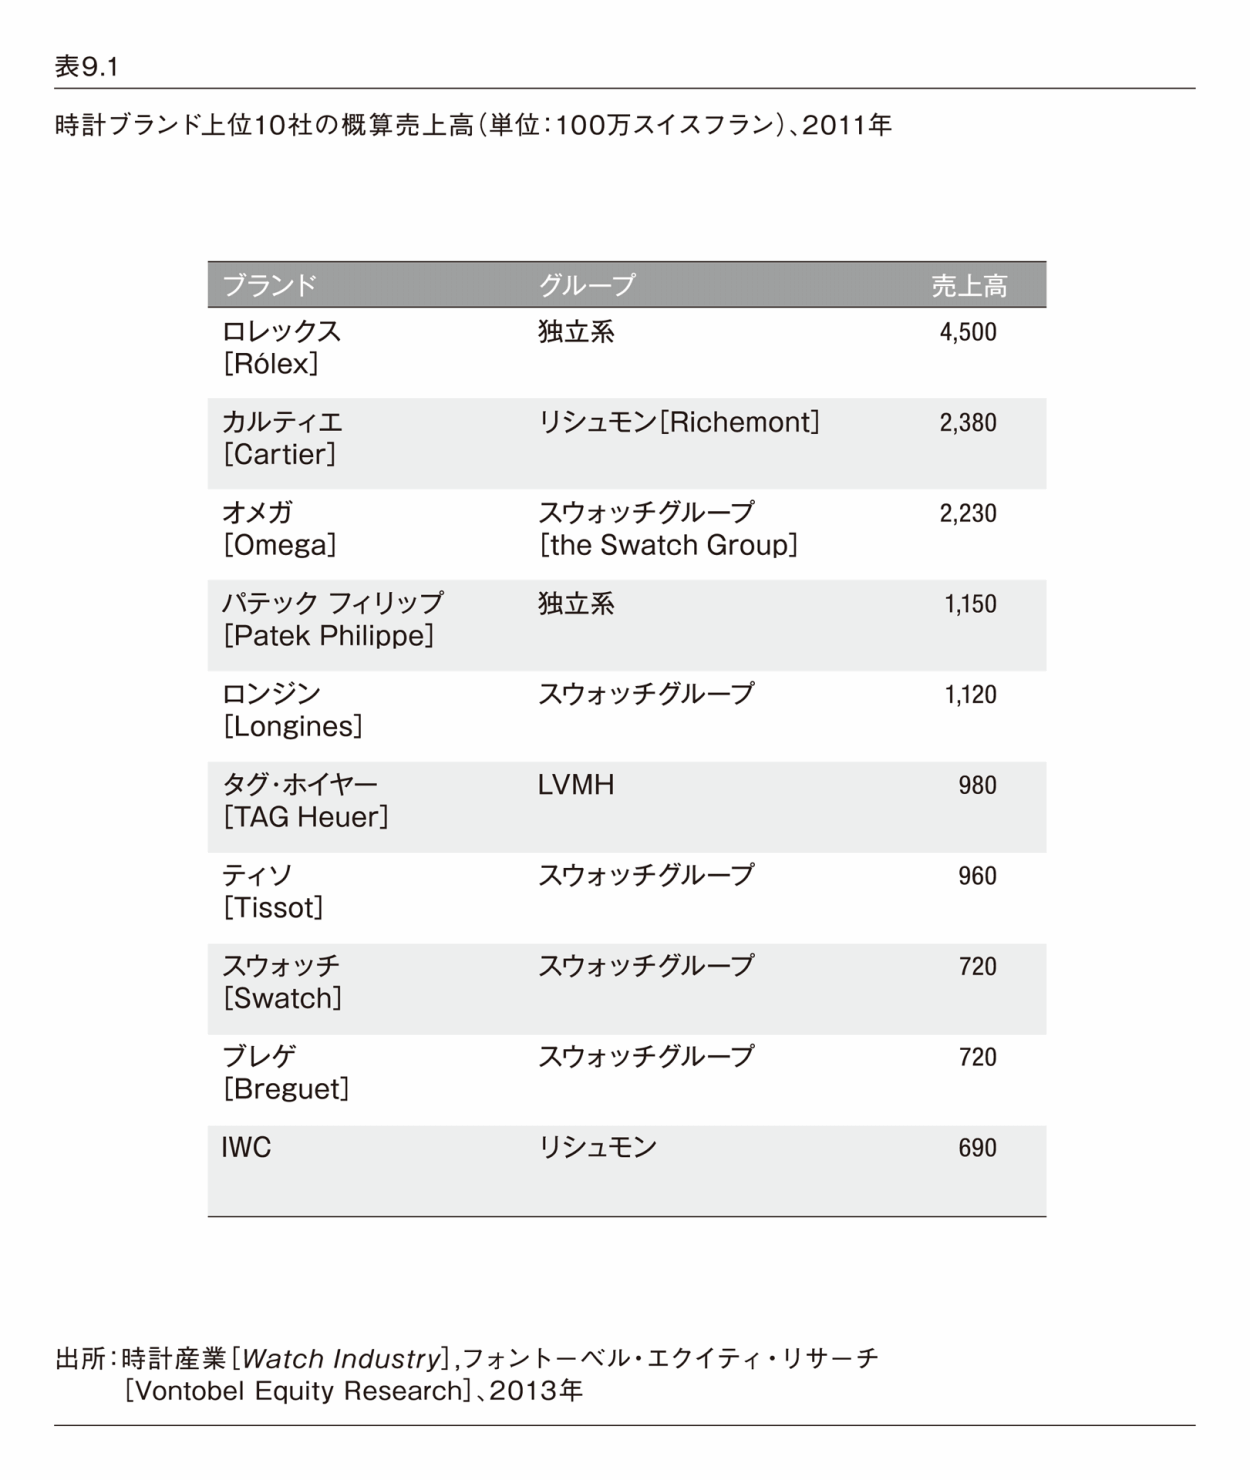 表9.1
時計ブランド上位10社の概算売上高(単位:100万スイスフラン)、2011年
ブランド グループ 売上高
ロレックス 独立系 4,500
[Rólex]
カルティエ リシュモン[Richemont] 2,380
[Cartier]
オメガ スウォッチグループ 2,230
[Omega] [the Swatch Group]
パテック フィリップ 独立系 1,150
[Patek Philippe]
ロンジン スウォッチグループ 1,120
[Longines]
タグ・ホイヤー LVMH 980
[TAG Heuer]
ティソ スウォッチグループ 960
[Tissot]
スウォッチ スウォッチグループ 720
[Swatch]
ブレゲ スウォッチグループ 720
[Breguet]
IWC リシュモン 690
出所:時計産業[Watch Industry],フォントーベル・エクイティ・リサーチ
[Vontobel Equity Research]、2013年